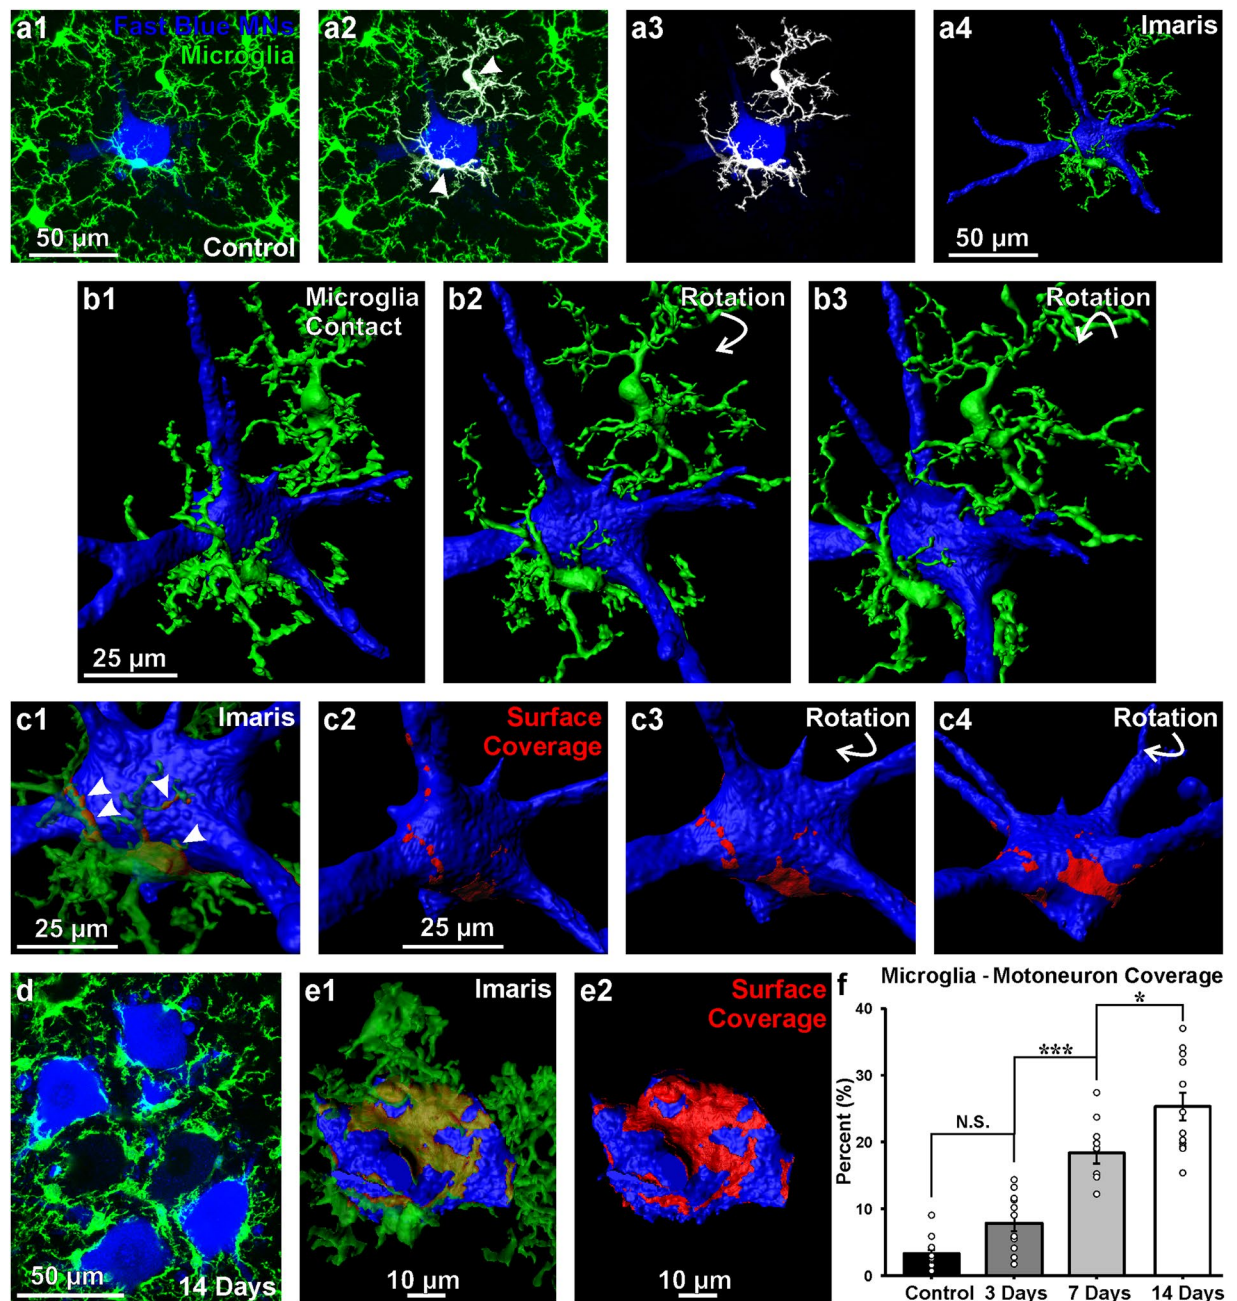 a1
Fast Blue MNs
Microglia
50 µm
Control
a2
a3
a4
Imaris
50 µm
b1
Microglia
Contact
25 µm
b2
Rotation
b3
Rotation
c1
Imaris
25 µm
c2
Surface
Coverage
25 µm
c3
Rotation
c4
Rotation
d
50 µm
14 Days
e1
Imaris
10 µm
e2
Surface
Coverage
10 µm
f
Microglia - Motoneuron Coverage
Percent (%)
40
30
20
10
0
N.S.
***
*
Control
3 Days
7 Days
14 Days